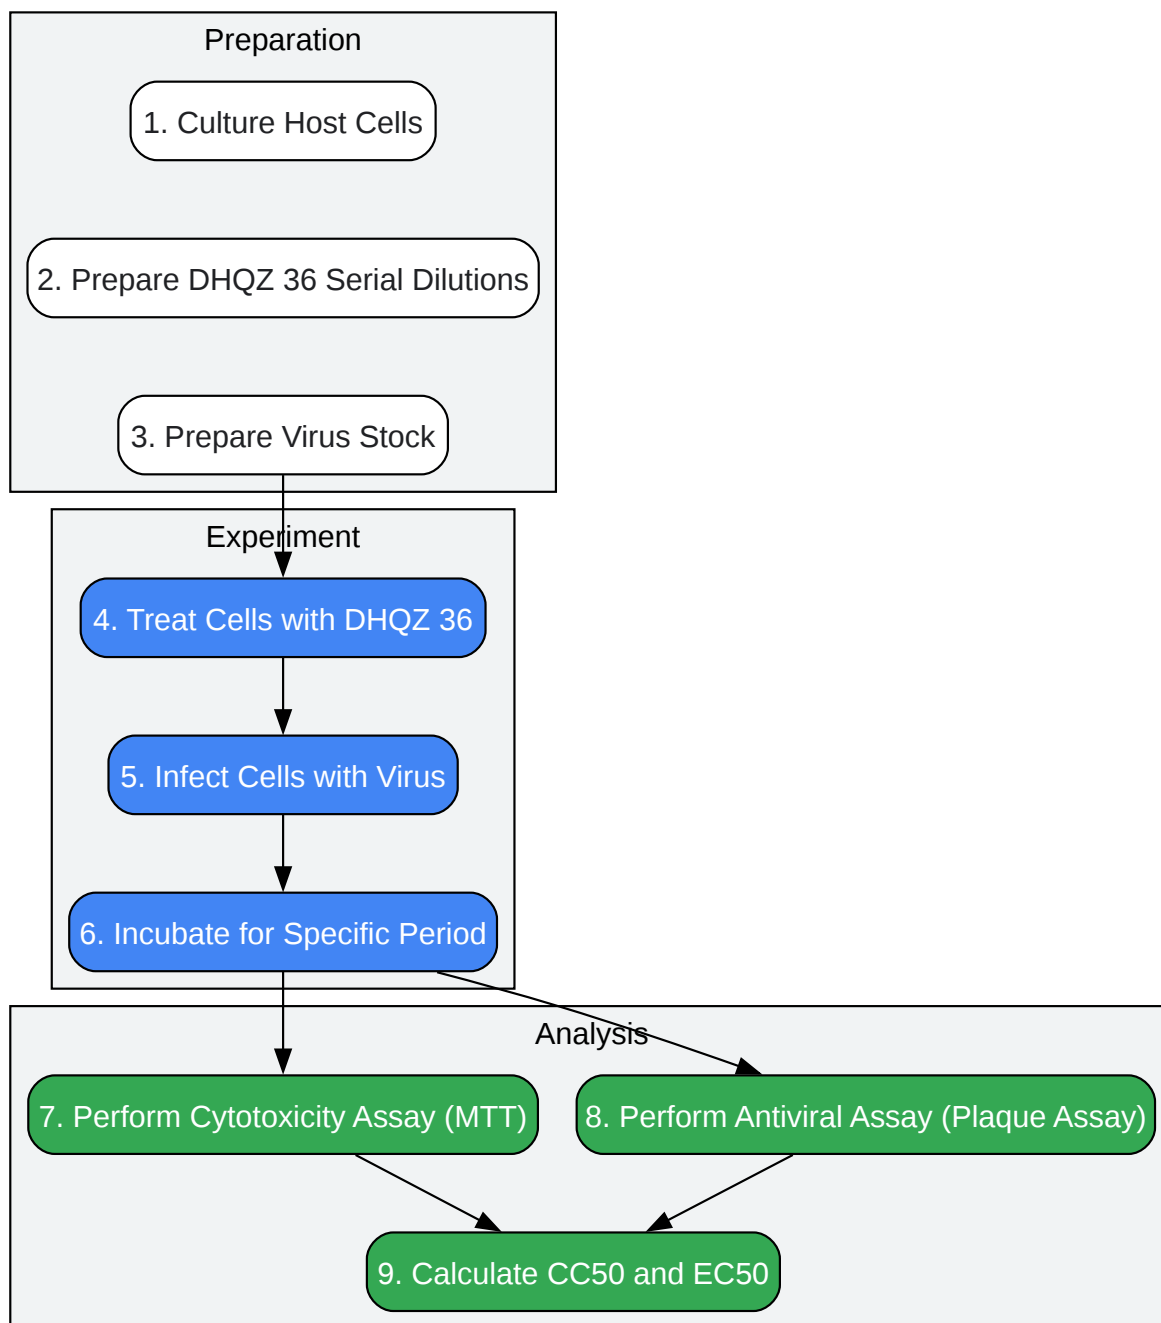 Preparation
1. Culture Host Cells
2. Prepare DHQZ 36 Serial Dilutions
3. Prepare Virus Stock
Experiment
4. Treat Cells with DHQZ 36
5. Infect Cells with Virus
6. Incubate for Specific Period
Analysis
7. Perform Cytotoxicity Assay (MTT)
8. Perform Antiviral Assay (Plaque Assay)
9. Calculate CC50 and EC50